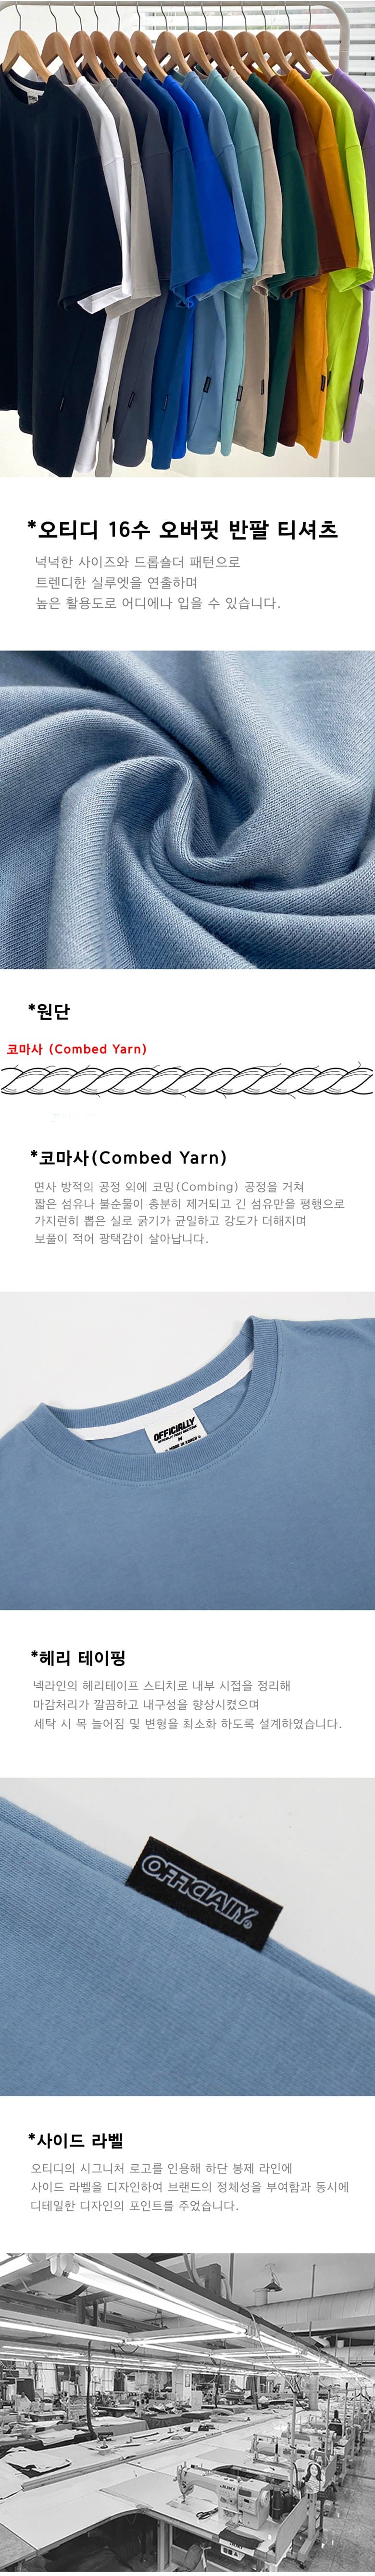 *오티디 16수 오버핏 반팔 티셔츠
넉넉한 사이즈와 드롭숄더 패턴으로
트렌디한 실루엣을 연출하며
높은 활용도로 어디에나 입을 수 있습니다.
*원단
코마사 (Combed Yarn)
*코마사(Combed Yarn)
면사 방적의 공정 외에 코밍(Combing) 공정을 거쳐
짧은 섬유나 불순물이 충분히 제거되고 긴 섬유만을 평행으로
가지런히 뽑은 실로 굵기가 균일하고 강도가 더해지며
보풀이 적어 광택감이 살아납니다.
OFFICIALLY
M
MADE IN KOREA
*헤리 테이핑
넥라인의 헤리테이프 스티치로 내부 시접을 정리해
마감처리가 깔끔하고 내구성을 향상시켰으며
세탁 시 목 늘어짐 및 변형을 최소화 하도록 설계하였습니다.
OFFICIALLY®
*사이드 라벨
오티디의 시그니처 로고를 인용해 하단 봉제 라인에
사이드 라벨을 디자인하여 브랜드의 정체성을 부여함과 동시에
디테일한 디자인의 포인트를 주었습니다.
JUKI